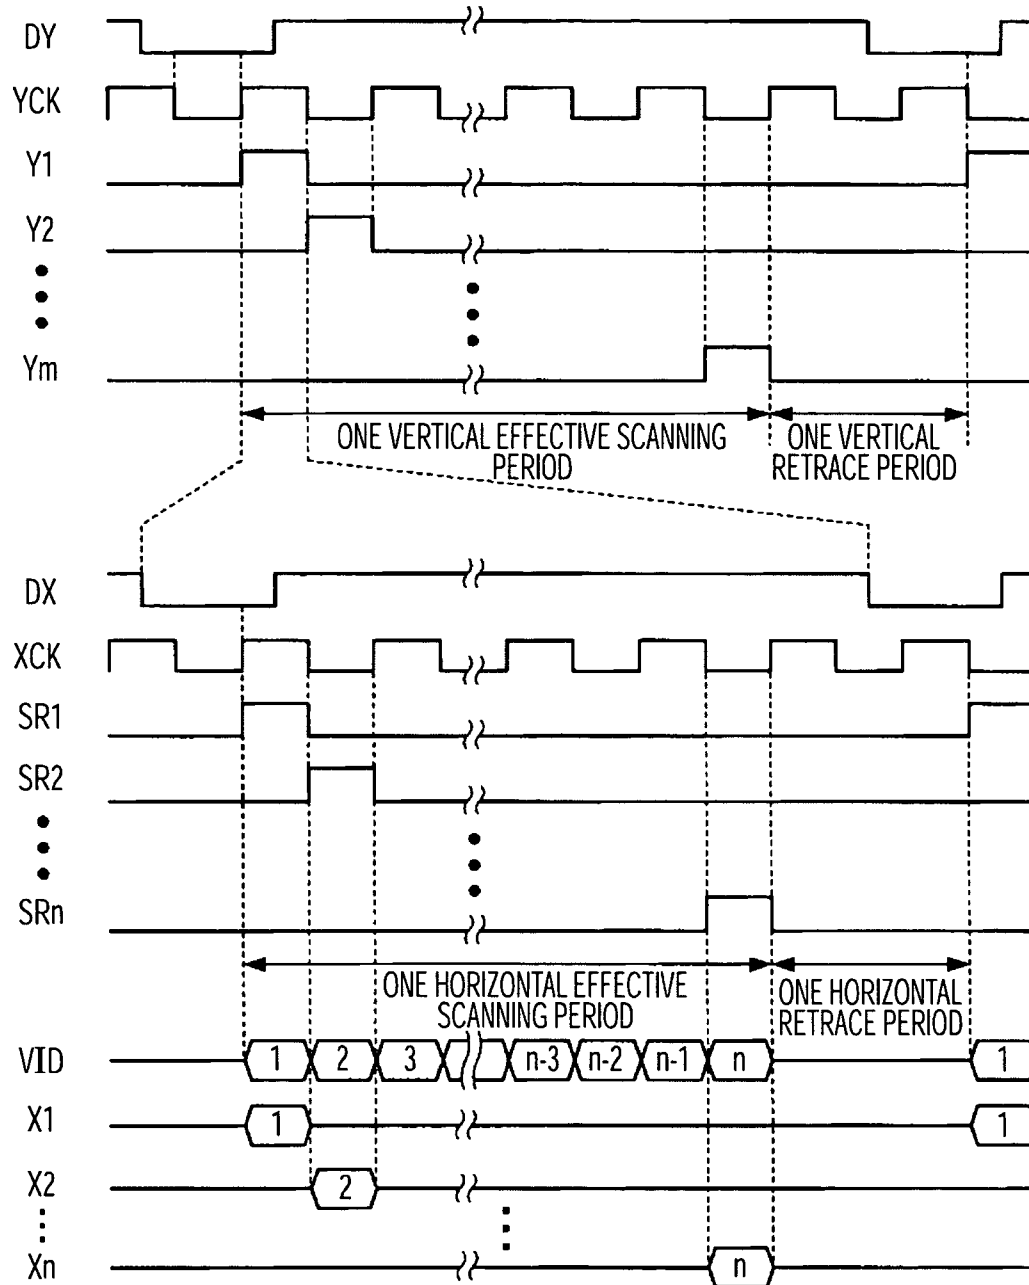 DY
YCK
Y1
Y2
Ym
ONE VERTICAL EFFECTIVE SCANNING
PERIOD
ONE VERTICAL
RETRACE PERIOD
DX
XCK
SR1
SR2
SRn
ONE HORIZONTAL EFFECTIVE
SCANNING PERIOD
ONE HORIZONTAL
RETRACE PERIOD
VID 1 2 3 n-3 n-2 n-1 n 1
X1 1 1
X2 2
Xn n